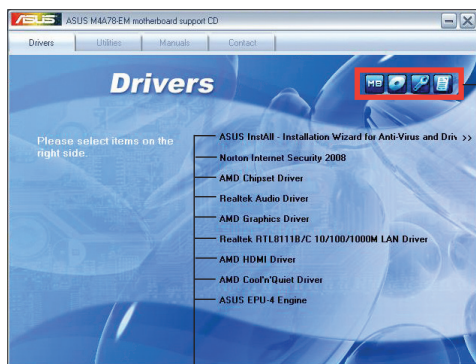 ASUS ASUS M4A78-EM motherboard support CD
Drivers Utilities Manuals Contact
Drivers
MB
Please select items on the
right side.
ASUS InstAll - Installation Wizard for Anti-Virus and Driv >>
Norton Internet Security 2008
AMD Chipset Driver
Realtek Audio Driver
AMD Graphics Driver
Realtek RTL8111B/C 10/100/1000M LAN Driver
AMD HDMI Driver
AMD Cool'n'Quiet Driver
ASUS EPU-4 Engine